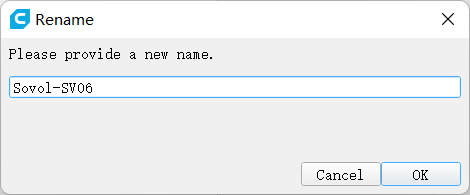 Rename
Please provide a new name.
Sovol-SV06
Cancel
OK